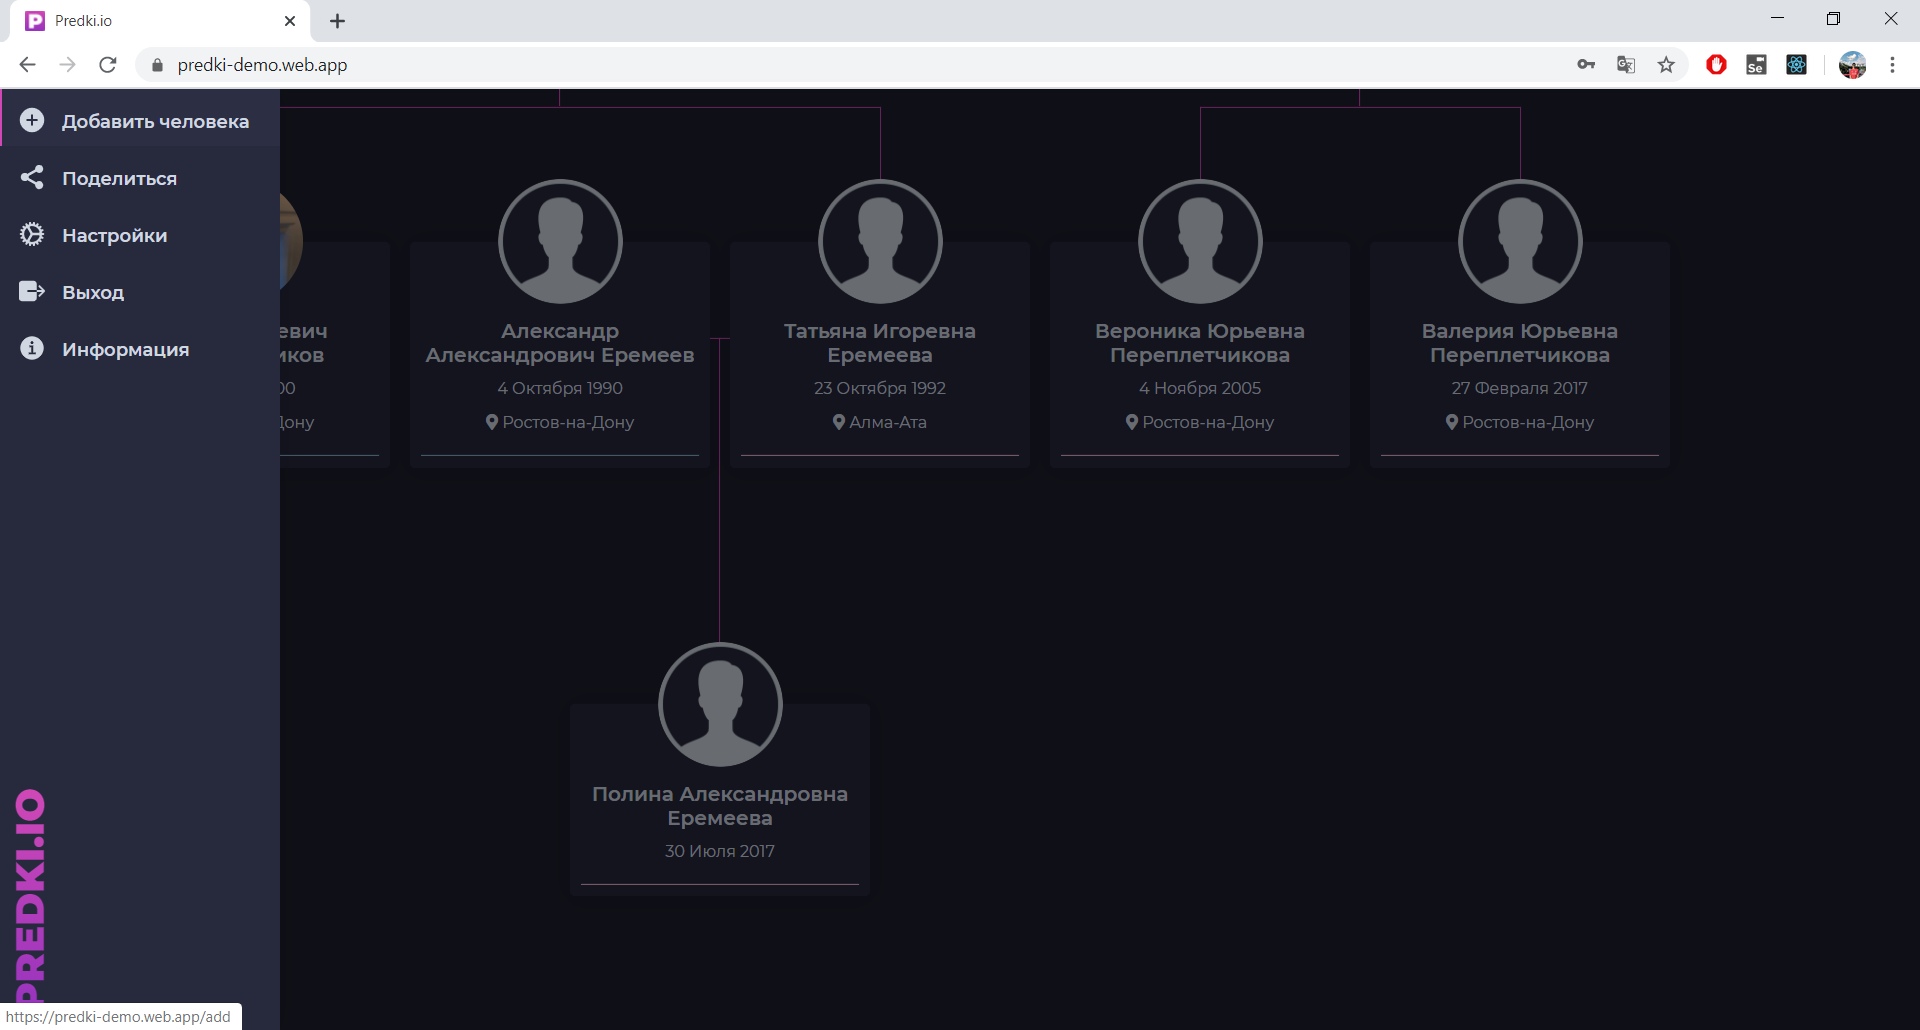 Predki.io
predki-demo.web.app
Добавить человека
Поделиться
Настройки
Выход
Информация
евич
иков
00
Дону
Александр
Александрович Еремеев
4 Октября 1990
Ростов-на-Дону
Татьяна Игоревна
Еремеева
23 Октября 1992
Алма-Ата
Вероника Юрьевна
Переплетчикова
4 Ноября 2005
Ростов-на-Дону
Валерия Юрьевна
Переплетчикова
27 Февраля 2017
Ростов-на-Дону
Полина Александровна
Еремеева
30 Июля 2017
PREDKI.IO
https://predki-demo.web.app/add